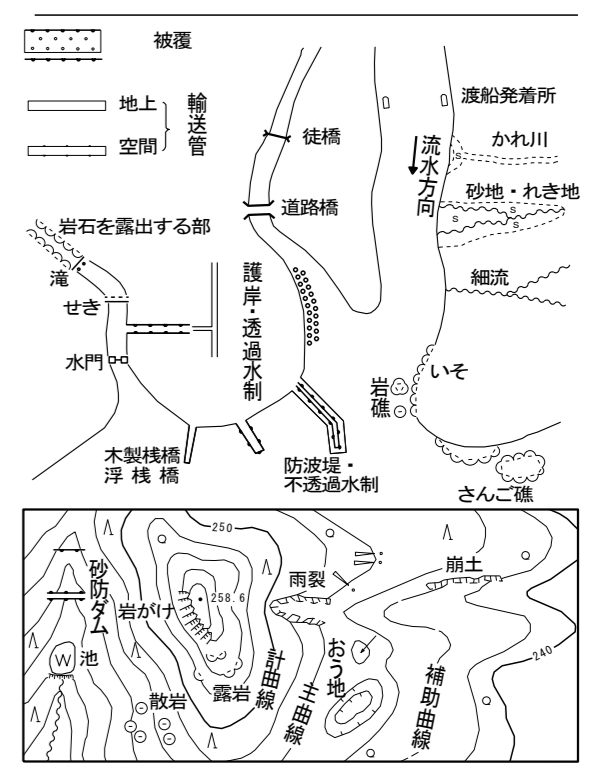 被覆
地上
空間
輸送管
徒橋
道路橋
渡船発着所
流水方向
かれ川
S
砂地・れき地
S
S
S
細流
岩石を露出する部
滝
せき
水門
護岸・透過水制
いそ
岩礁
木製桟橋
浮桟橋
防波堤・
不透過水制
さんご礁
250
砂防ダム
岩がけ
258.6
雨裂
崩土
W
池
散岩
露岩
計曲線
主曲線
おう地
補助曲線
240